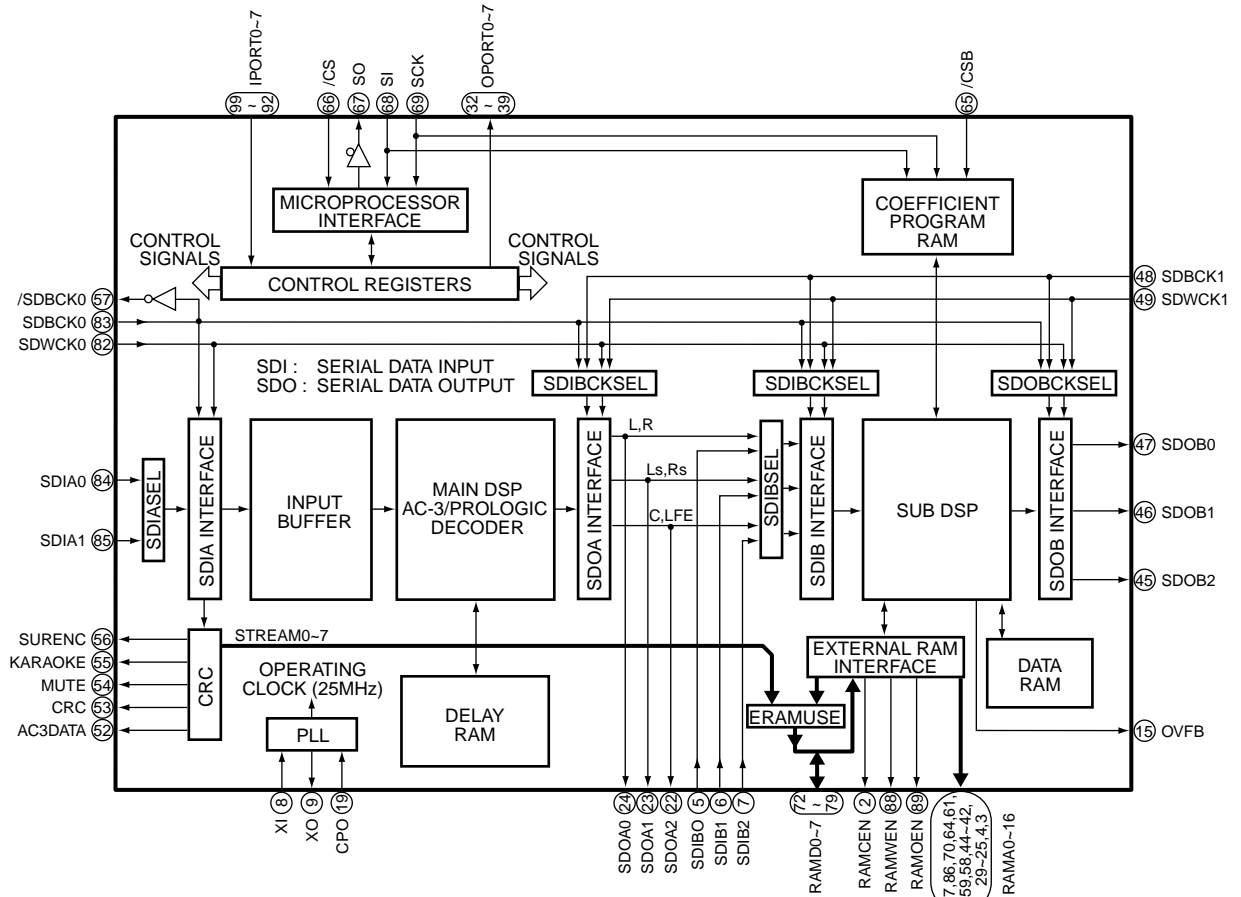 IPORT0~7
99 ~ 92
/CS
66
SO
67
SI
68
SCK
69
OPORT0~7
32 ~ 39
/CSB
65
MICROPROCESSOR
INTERFACE
COEFFICIENT
PROGRAM
RAM
CONTROL
SIGNALS
CONTROL REGISTERS
CONTROL
SIGNALS
/SDBCK0 57
SDBCK0 83
SDWCK0 82
48 SDBCK1
49 SDWCK1
SDI : SERIAL DATA INPUT
SDO : SERIAL DATA OUTPUT
SDIBCKSEL
SDIBCKSEL
SDOBCKSEL
SDIA0 84
SDIA1 85
SDIASEL
SDIA INTERFACE
INPUT
BUFFER
MAIN DSP
AC-3/PROLOGIC
DECODER
SDOA INTERFACE
L,R
Ls,Rs
C,LFE
SDIBSEL
SDIB INTERFACE
SUB DSP
SDOB INTERFACE
47 SDOB0
46 SDOB1
45 SDOB2
SURENC 56
KARAOKE 55
MUTE 54
CRC 53
AC3DATA 52
CRC
STREAM0~7
OPERATING
CLOCK (25MHz)
PLL
DELAY
RAM
EXTERNAL RAM
INTERFACE
ERAMUSE
DATA
RAM
15 OVFB
8
XI
9
XO
19
CPO
24
SDOA0
23
SDOA1
22
SDOA2
5
SDIBO
6
SDIB1
7
SDIB2
72 ~ 79
RAMD0~7
2
RAMCEN
88
RAMWEN
89
RAMOEN
7,86,70,64,61,
59,58,44~42,
29~25,4,3
RAMA0~16